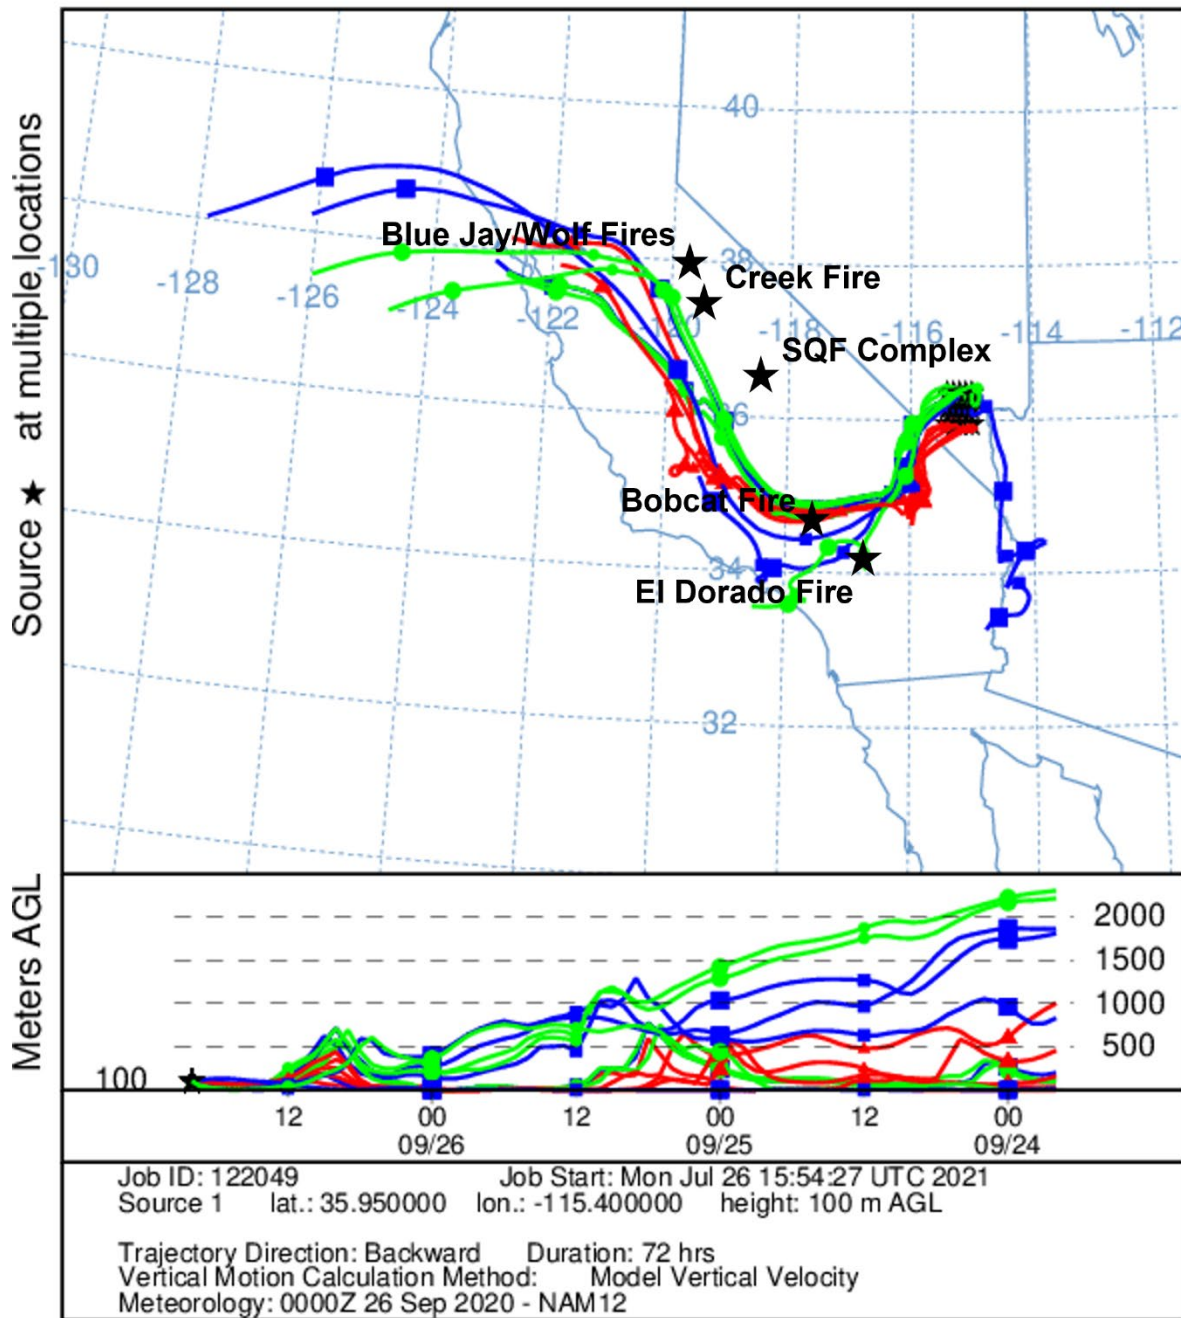 Source ★ at multiple locations
40
Blue Jay/Wolf Fires
38
-130
Creek Fire
-128
-126
-124
-122
-120
-118
-116
-114
-112
SQF Complex
36
Bobcat Fire
34
El Dorado Fire
32
Meters AGL
2000
1500
1000
500
100
12 00 12 00 12 00
09/26 09/25 09/24
Job ID: 122049 Job Start: Mon Jul 26 15:54:27 UTC 2021
Source 1 lat.: 35.950000 lon.: -115.400000 height: 100 m AGL
Trajectory Direction: Backward Duration: 72 hrs
Vertical Motion Calculation Method: Model Vertical Velocity
Meteorology: 0000Z 26 Sep 2020 - NAM12